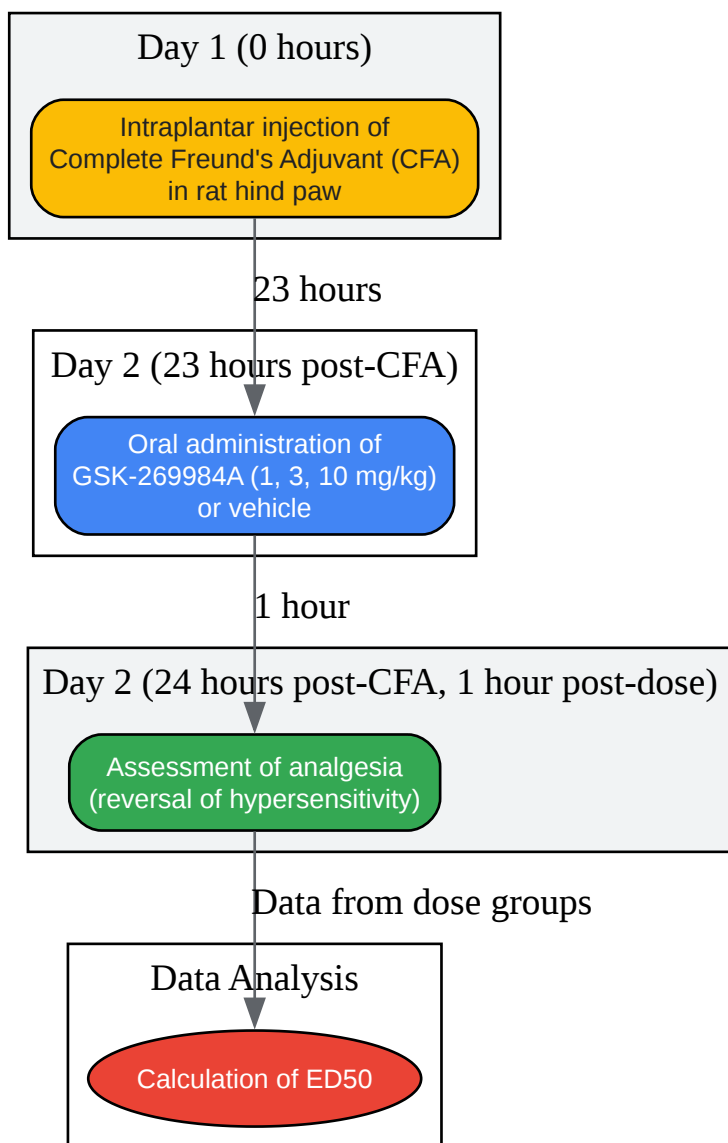 Day 1 (0 hours)
Intraplantar injection of
Complete Freund's Adjuvant (CFA)
in rat hind paw
23 hours
Day 2 (23 hours post-CFA)
Oral administration of
GSK-269984A (1, 3, 10 mg/kg)
or vehicle
1 hour
Day 2 (24 hours post-CFA, 1 hour post-dose)
Assessment of analgesia
(reversal of hypersensitivity)
Data from dose groups
Data Analysis
Calculation of ED50